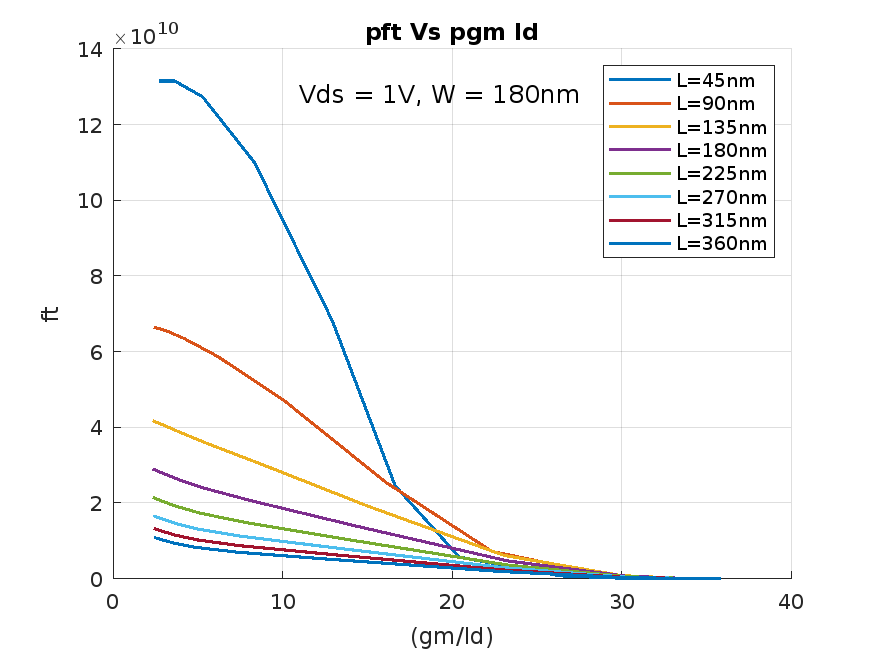 pft Vs pgm Id
×10^10
14
12
10
8
6
4
2
0
Vds = 1V, W = 180nm
L=45nm
L=90nm
L=135nm
L=180nm
L=225nm
L=270nm
L=315nm
L=360nm
ft
0 10 20 30 40
(gm/Id)